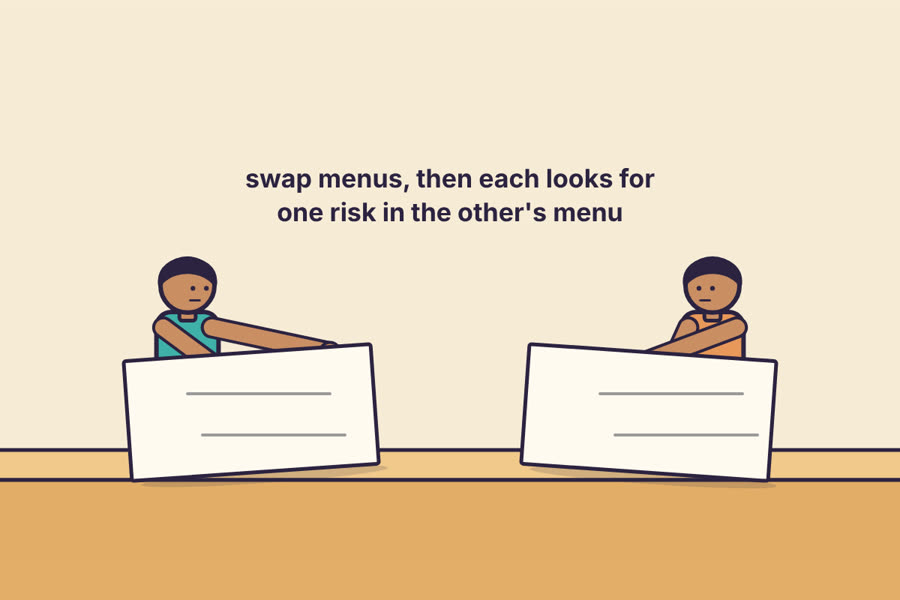 swap menus, then each looks for
one risk in the other's menu